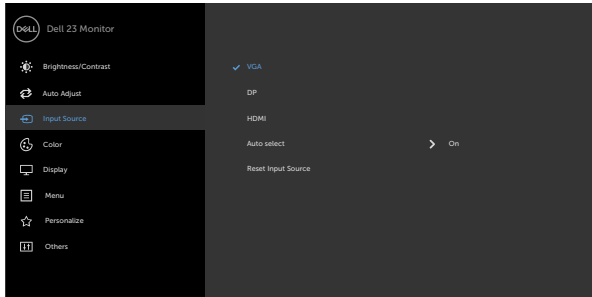 DELL Dell 23 Monitor
Brightness/Contrast
Auto Adjust
Input Source
Color
Display
Menu
Personalize
Others
VGA
DP
HDMI
Auto select On
Reset Input Source